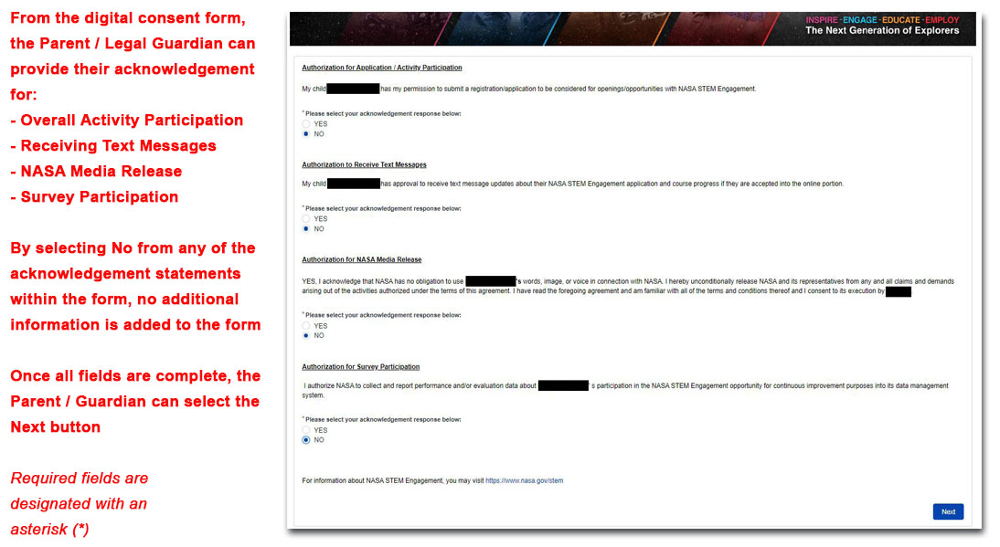 From the digital consent form,
the Parent / Legal Guardian can
provide their acknowledgement
for:
- Overall Activity Participation
- Receiving Text Messages
- NASA Media Release
- Survey Participation
By selecting No from any of the
acknowledgement statements
within the form, no additional
information is added to the form
Once all fields are complete, the
Parent / Guardian can select the
Next button
Required fields are
designated with an
asterisk (*)
INSPIRE - ENGAGE - EDUCATE - EMPLOY
The Next Generation of Explorers
Authorization for Application / Activity Participation
My child has my permission to submit a registration/application to be considered for openings/opportunities with NASA STEM Engagement.
*Please select your acknowledgement response below:
YES
NO
Authorization to Receive Text Messages
My child has approval to receive text message updates about their NASA STEM Engagement application and course progress if they are accepted into the online portion.
*Please select your acknowledgement response below:
YES
NO
Authorization for NASA Media Release
YES, I acknowledge that NASA has no obligation to use 's words, image, or voice in connection with NASA. I hereby unconditionally release NASA and its representatives from any and all claims and demands
arising out of the activities authorized under the terms of this agreement. I have read the foregoing agreement and am familiar with all of the terms and conditions thereof and I consent to its execution by
*Please select your acknowledgement response below:
YES
NO
Authorization for Survey Participation
I authorize NASA to collect and report performance and/or evaluation data about ' s participation in the NASA STEM Engagement opportunity for continuous improvement purposes into its data management
system.
*Please select your acknowledgement response below:
YES
NO
For information about NASA STEM Engagement, you may visit https://www.nasa.gov/stem
Next